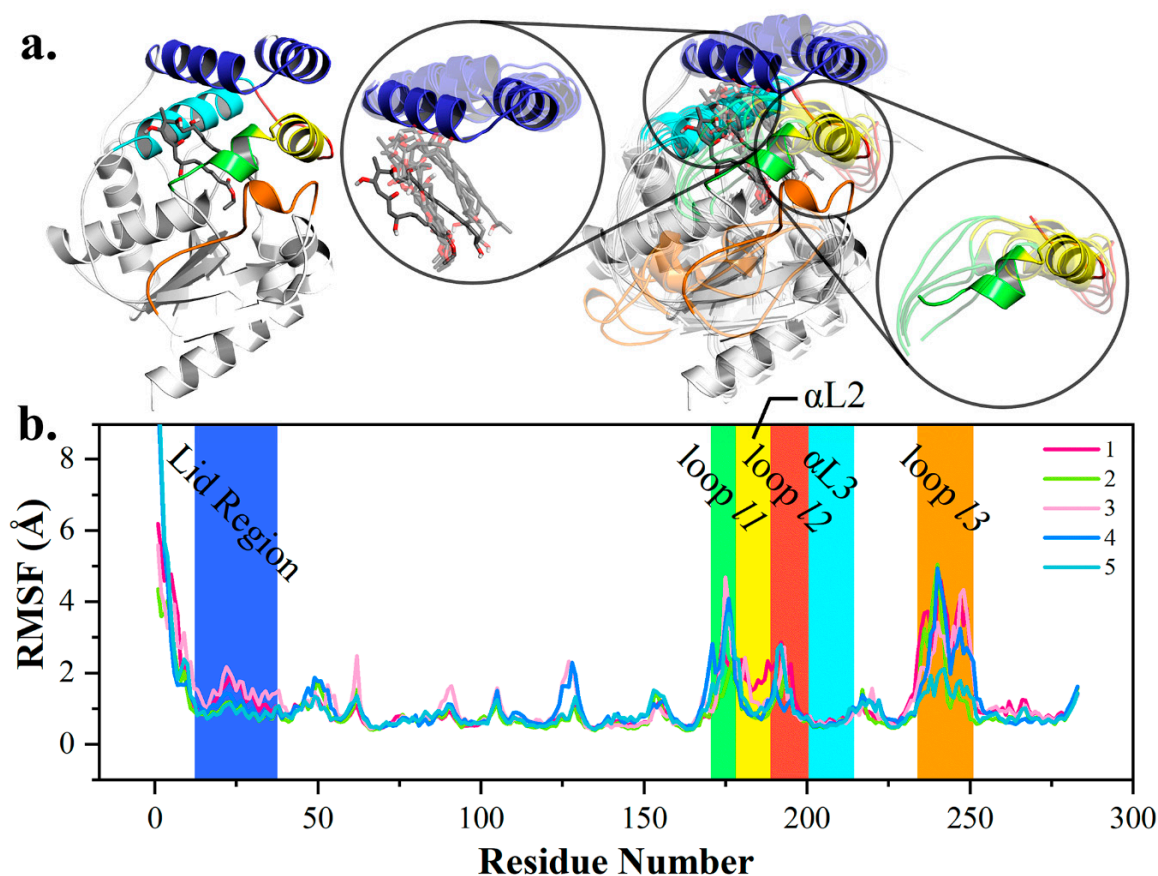 a.
b.
αL2
Lid Region
loop l1
loop l2
αL3
loop l3
1
2
3
4
5
8
6
4
2
0
RMSF (Å)
0 50 100 150 200 250 300
Residue Number